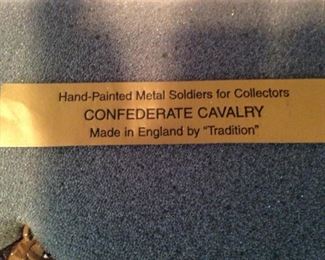 Hand-Painted Metal Soldiers for Collectors
CONFEDERATE CAVALRY
Made in England by "Tradition"